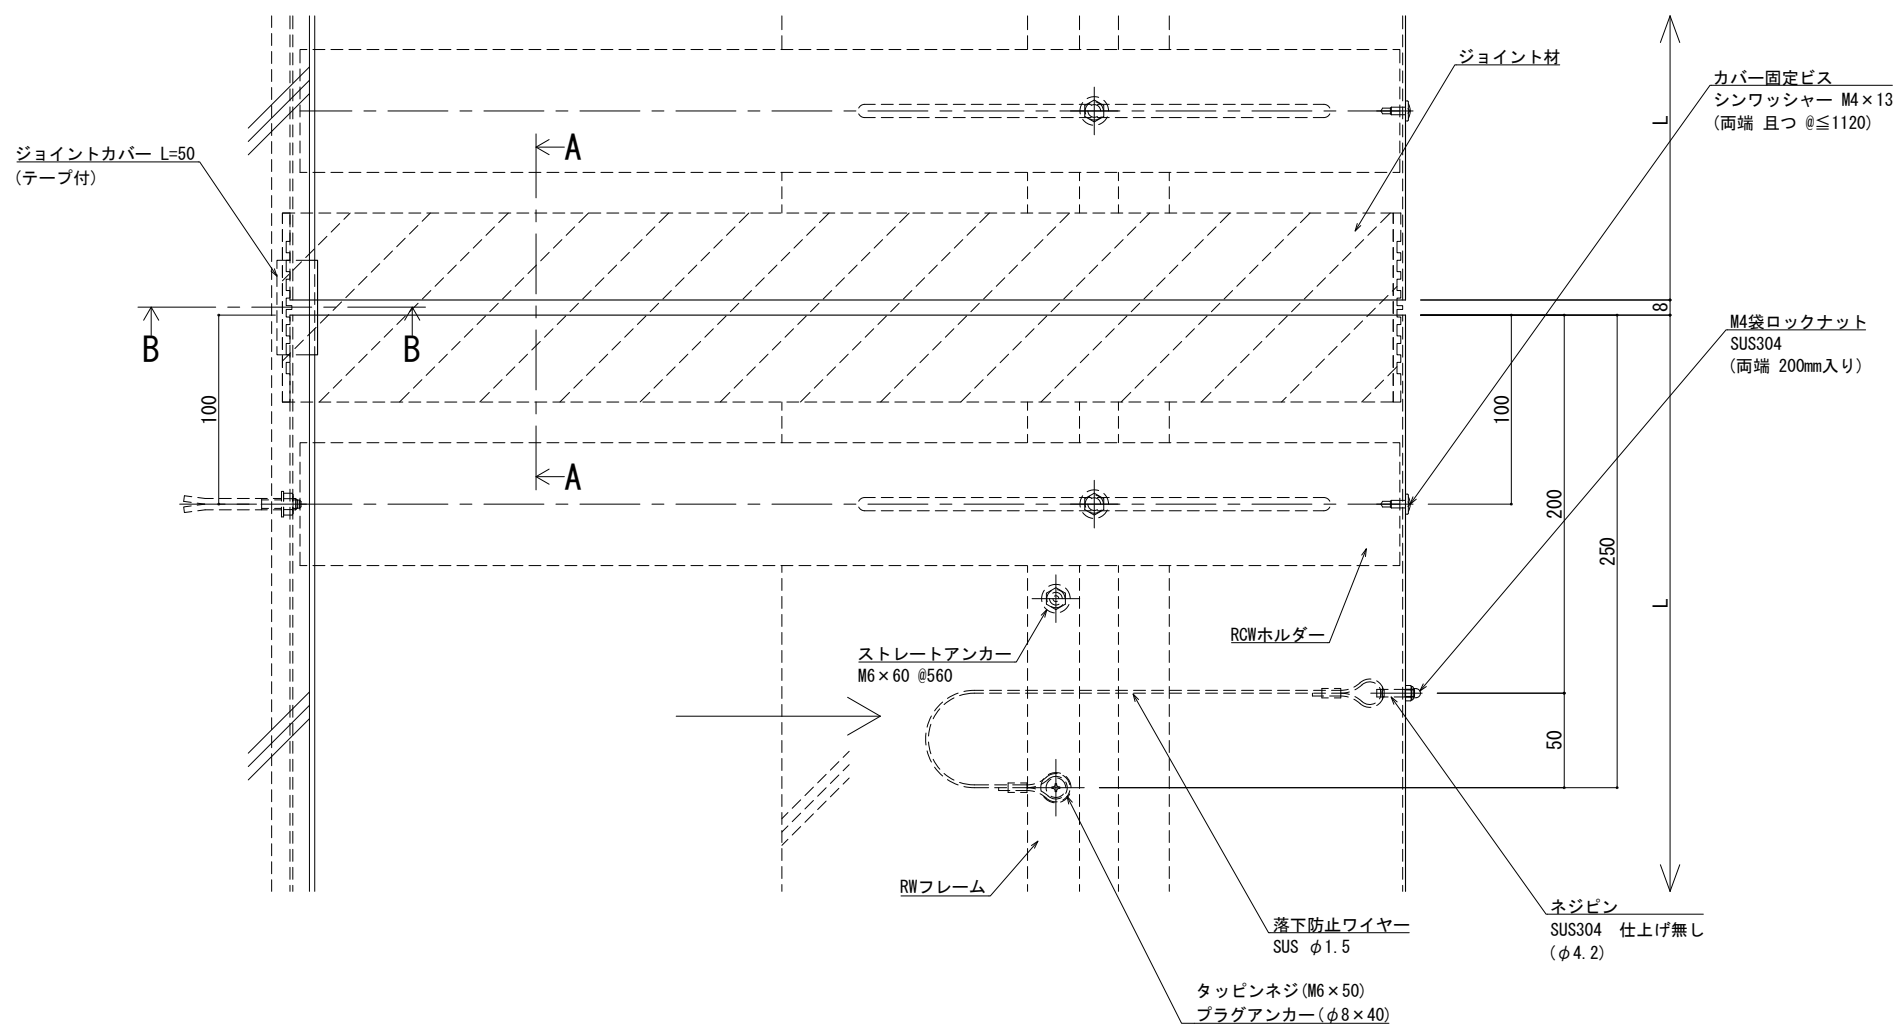 ジョイント材
カバー固定ビス
シンワッシャー M4×13
(両端 且つ @≦1120)
L
A
ジョイントカバー L=50
(テープ付)
8
B
B
M4袋ロックナット
SUS304
(両端 200mm入り)
100
100
A
200
250
L
RCWホルダー
ストレートアンカー
M6×60 @560
50
RWフレーム
落下防止ワイヤー
SUS φ1.5
ネジピン
SUS304 仕上げ無し
(φ4.2)
タッピンネジ(M6×50)
プラグアンカー(φ8×40)